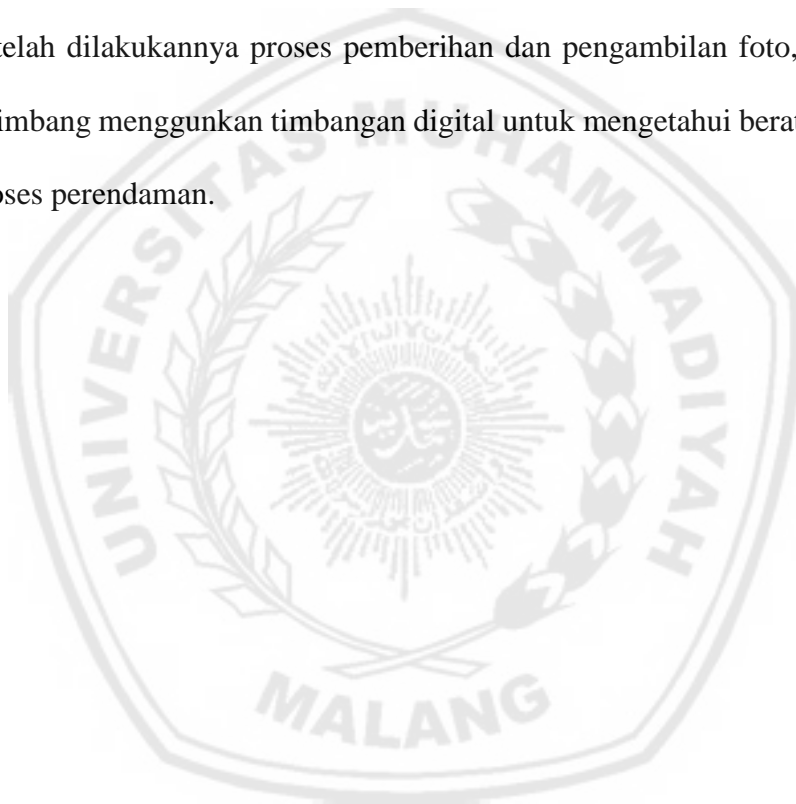 telah dilakukannya proses pemberihan dan pengambilan foto,
imbang menggunkan timbangan digital untuk mengetahui berat
oses perendaman.
UNIVERSITAS MUHAMMADIYAH
MALANG